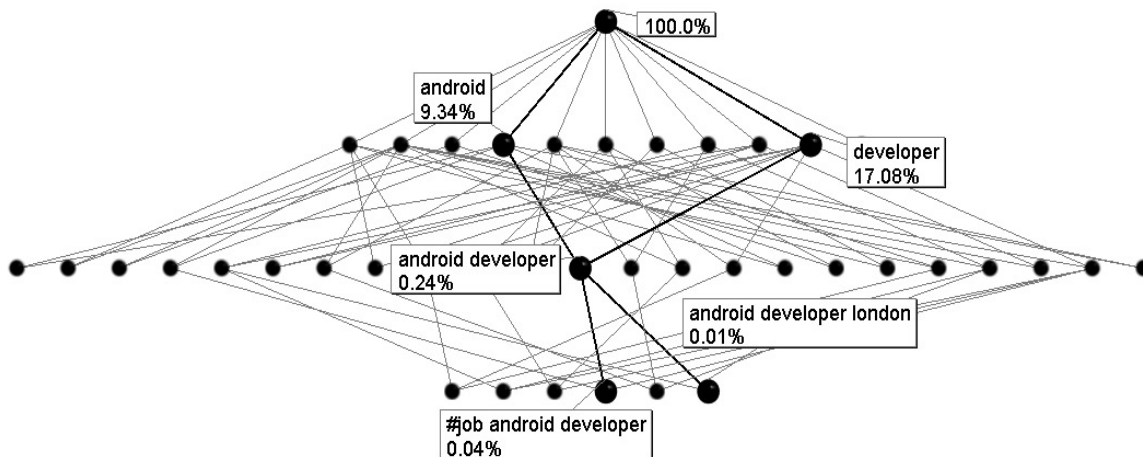 100.0%
android
9.34%
developer
17.08%
android developer
0.24%
android developer london
0.01%
#job android developer
0.04%